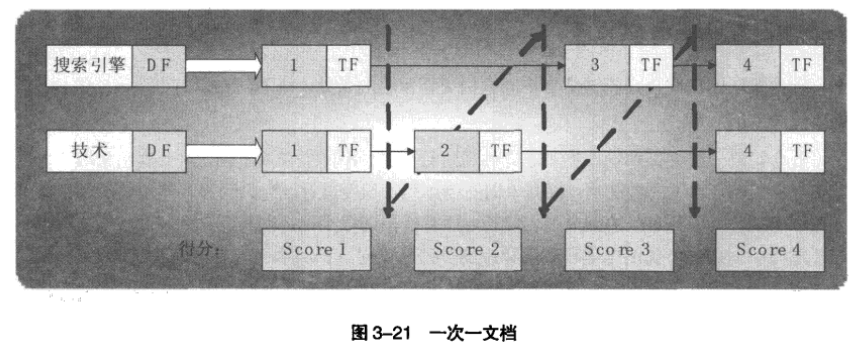 搜索引擎 DF 1 TF 3 TF 4 TF
技术 DF 1 TF 2 TF 4 TF
得分: Score 1 Score 2 Score 3 Score 4
图 3-21 一次一文档